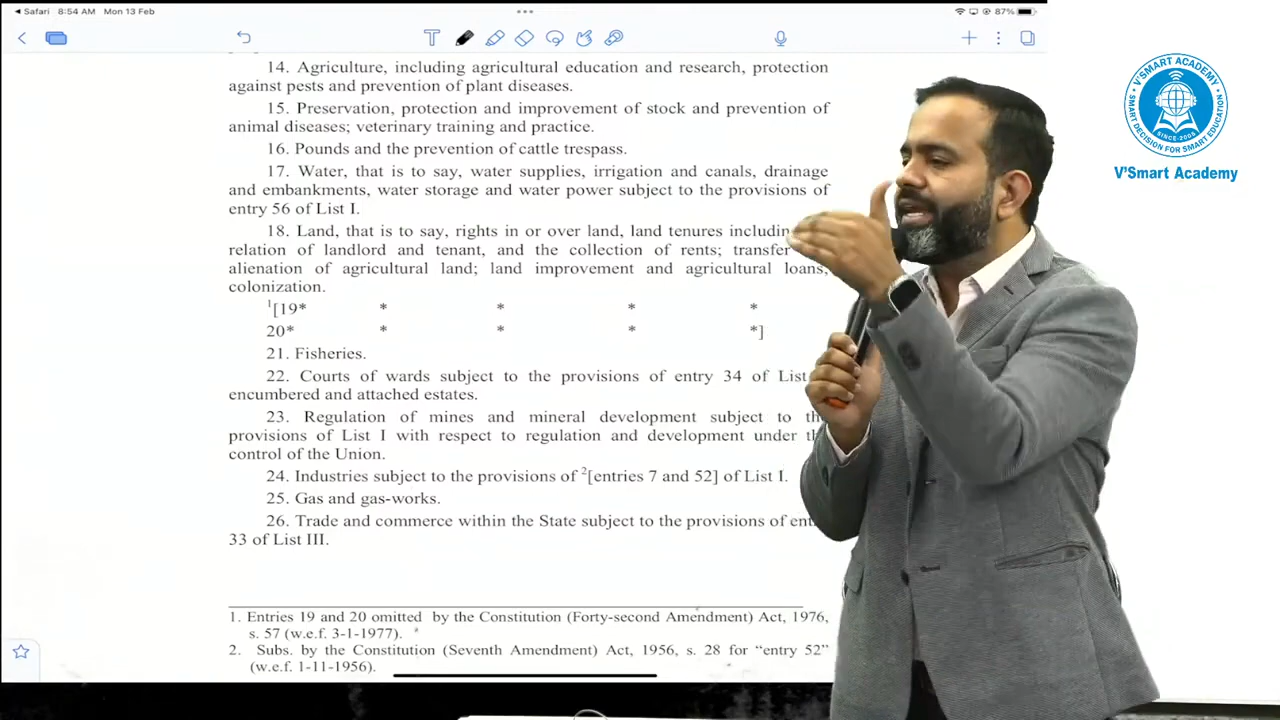 Safari 8:54 AM Mon 13 Feb
87%
14. Agriculture, including agricultural education and research, protection
against pests and prevention of plant diseases.
15. Preservation, protection and improvement of stock and prevention of
animal diseases; veterinary training and practice.
16. Pounds and the prevention of cattle trespass.
17. Water, that is to say, water supplies, irrigation and canals, drainage
and embankments, water storage and water power subject to the provisions of
entry 56 of List I.
18. Land, that is to say, rights in or over land, land tenures including
relation of landlord and tenant, and the collection of rents; transfer
alienation of agricultural land; land improvement and agricultural loans;
colonization.
1[19* * * * *
20* * * * *]
21. Fisheries.
22. Courts of wards subject to the provisions of entry 34 of List
encumbered and attached estates.
23. Regulation of mines and mineral development subject to
provisions of List I with respect to regulation and development under
control of the Union.
24. Industries subject to the provisions of 2[entries 7 and 52] of List I.
25. Gas and gas-works.
26. Trade and commerce within the State subject to the provisions of
33 of List III.
1. Entries 19 and 20 omitted by the Constitution (Forty-second Amendment) Act, 1976,
s. 57 (w.e.f. 3-1-1977).
2. Subs. by the Constitution (Seventh Amendment) Act, 1956, s. 28 for “entry 52”
(w.e.f. 1-11-1956).
V'SMART ACADEMY
SINCE-2008
SMART DECISION FOR SMART EDUCATION
V'Smart Academy